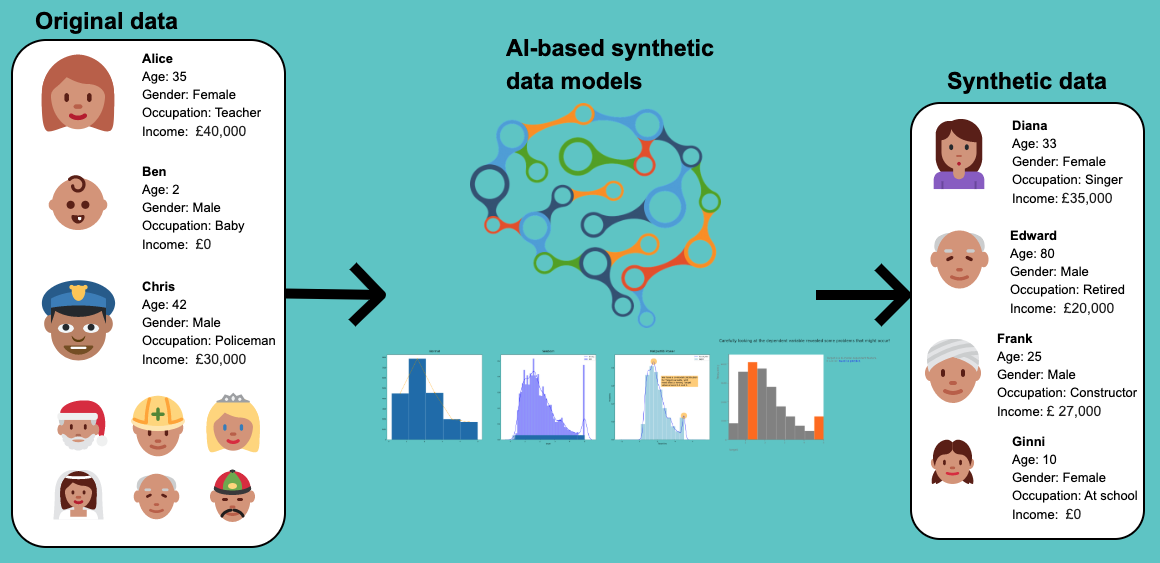 Original data
Alice
Age: 35
Gender: Female
Occupation: Teacher
Income: £40,000
Ben
Age: 2
Gender: Male
Occupation: Baby
Income: £0
Chris
Age: 42
Gender: Male
Occupation: Policeman
Income: £30,000
AI-based synthetic
data models
Carefully looking at the dependent variable revealed some problems that might occur!
Synthetic data
Diana
Age: 33
Gender: Female
Occupation: Singer
Income: £35,000
Edward
Age: 80
Gender: Male
Occupation: Retired
Income: £20,000
Frank
Age: 25
Gender: Male
Occupation: Constructor
Income: £ 27,000
Ginni
Age: 10
Gender: Female
Occupation: At school
Income: £0